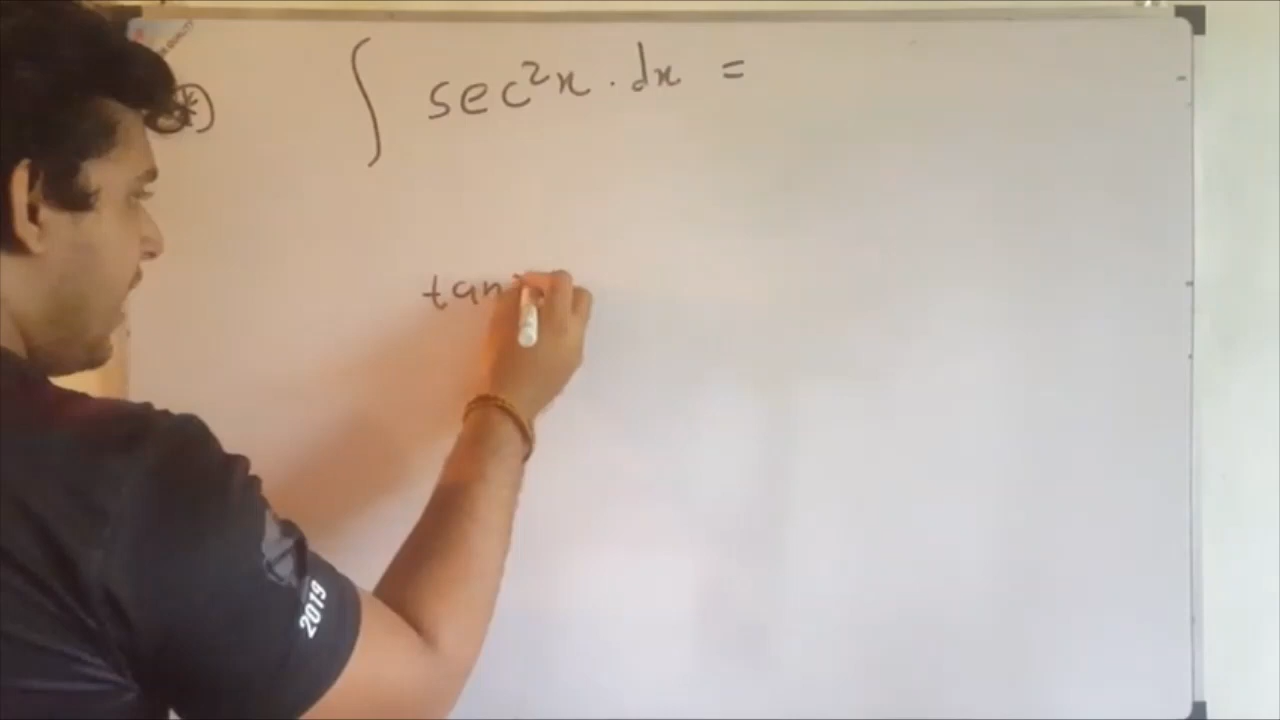 *) ∫ sec²x . dx =
tan
2019